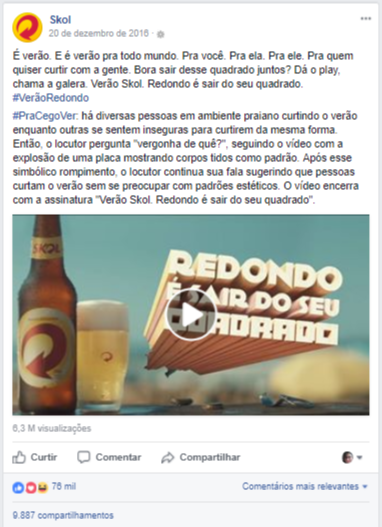 Skol
20 de dezembro de 2016
É verão. E é verão pra todo mundo. Pra você. Pra ela. Pra ele. Pra quem
quiser curtir com a gente. Bora sair desse quadrado juntos? Dá o play,
chama a galera. Verão Skol. Redondo é sair do seu quadrado.
#VerãoRedondo
#PraCegoVer: há diversas pessoas em ambiente praiano curtindo o verão
enquanto outras se sentem inseguras para curtirem da mesma forma.
Então, o locutor pergunta "vergonha de quê?", seguindo o vídeo com a
explosão de uma placa mostrando corpos tidos como padrão. Após esse
simbólico rompimento, o locutor continua sua fala sugerindo que pessoas
curtam o verão sem se preocupar com padrões estéticos. O vídeo encerra
com a assinatura "Verão Skol. Redondo é sair do seu quadrado".
SKOL
REDONDO
É SAIR DO SEU
QUADRADO
6,3 M visualizações
Curtir Comentar Compartilhar
76 mil Comentários mais relevantes
9.887 compartilhamentos